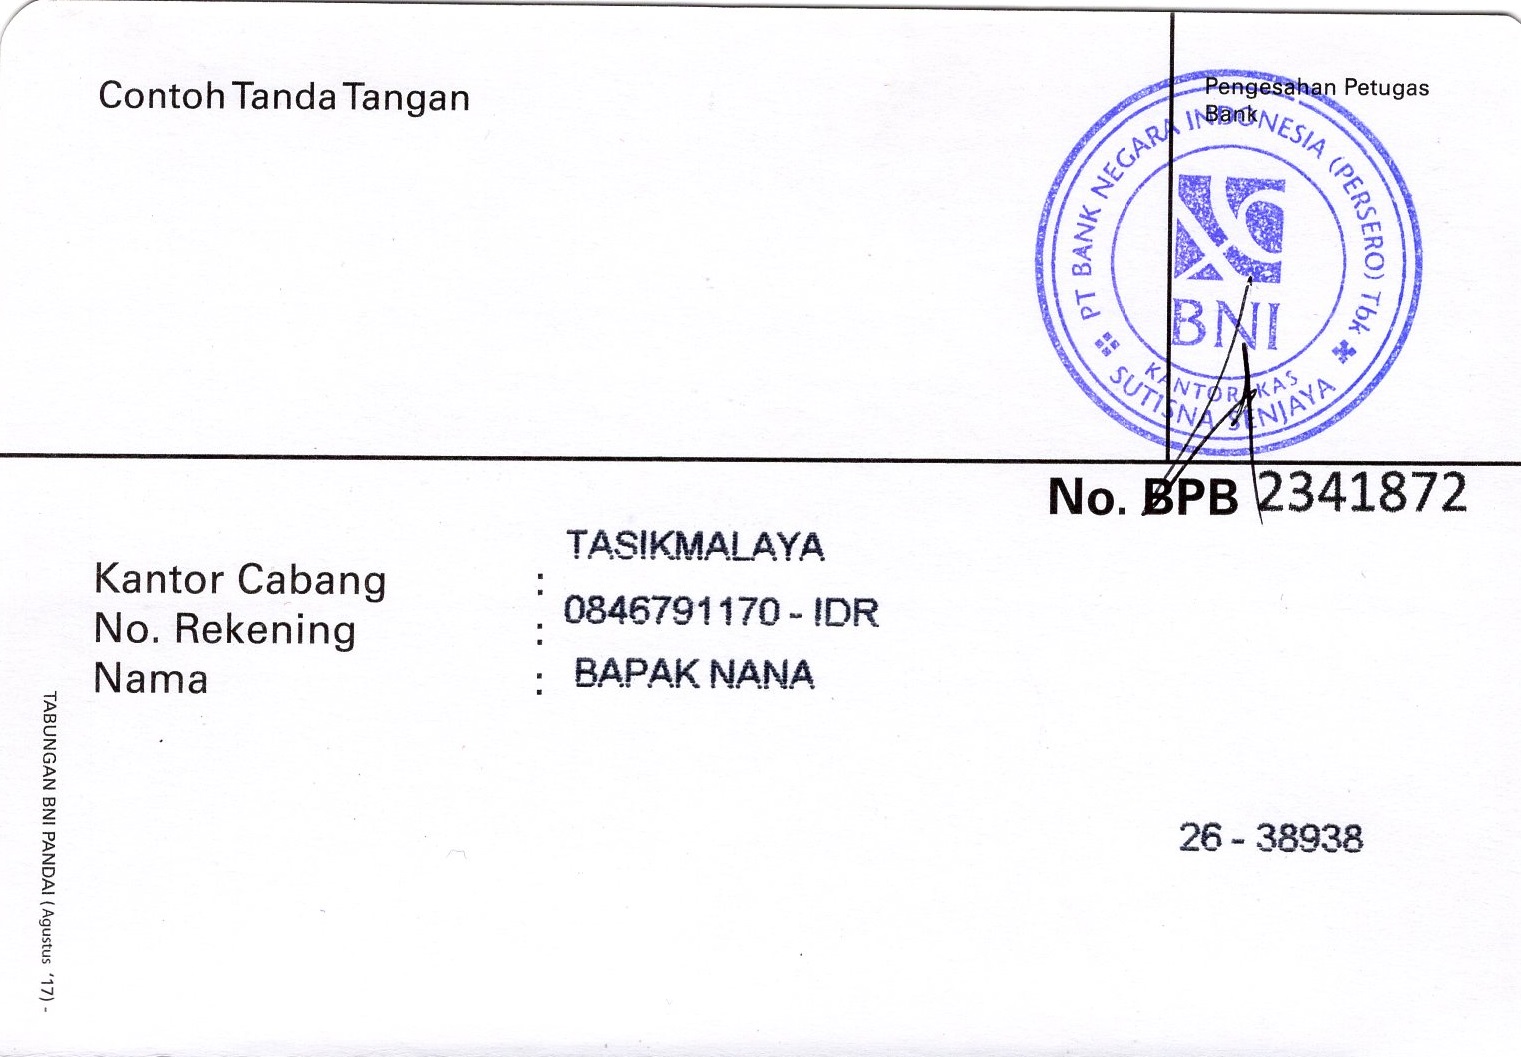 Contoh Tanda Tangan
Pengesahan Petugas
Bank
PT BANK NEGARA INDONESIA (PERSERO) Tbk
BNI
KANTOR KAS
SUTISNA SENJAYA
No. BPB 2341872
Kantor Cabang : TASIKMALAYA
No. Rekening : 0846791170 - IDR
Nama : BAPAK NANA
26 - 38938
TABUNGAN BNI PANDAI (Agustus '17) -